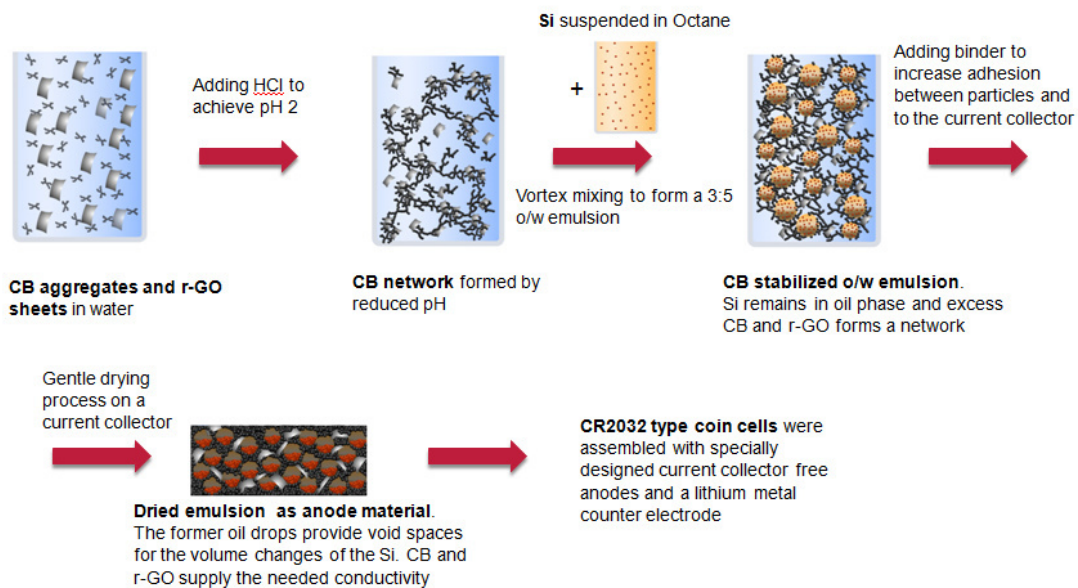 Si suspended in Octane
Adding HCl to
achieve pH 2
+
Vortex mixing to form a 3:5
o/w emulsion
Adding binder to
increase adhesion
between particles and
to the current collector
CB aggregates and r-GO
sheets in water
CB network formed by
reduced pH
CB stabilized o/w emulsion.
Si remains in oil phase and excess
CB and r-GO forms a network
Gentle drying
process on a
current collector
Dried emulsion as anode material.
The former oil drops provide void spaces
for the volume changes of the Si. CB and
r-GO supply the needed conductivity
CR2032 type coin cells were
assembled with specially
designed current collector free
anodes and a lithium metal
counter electrode